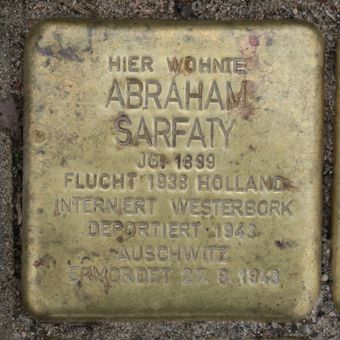 HIER WOHNTE
ABRAHAM
SARFATY
JG. 1899
FLUCHT 1938 HOLLAND
INTERNIERT WESTERBORK
DEPORTIERT 1943
AUSCHWITZ
ERMORDET 27.8.1943